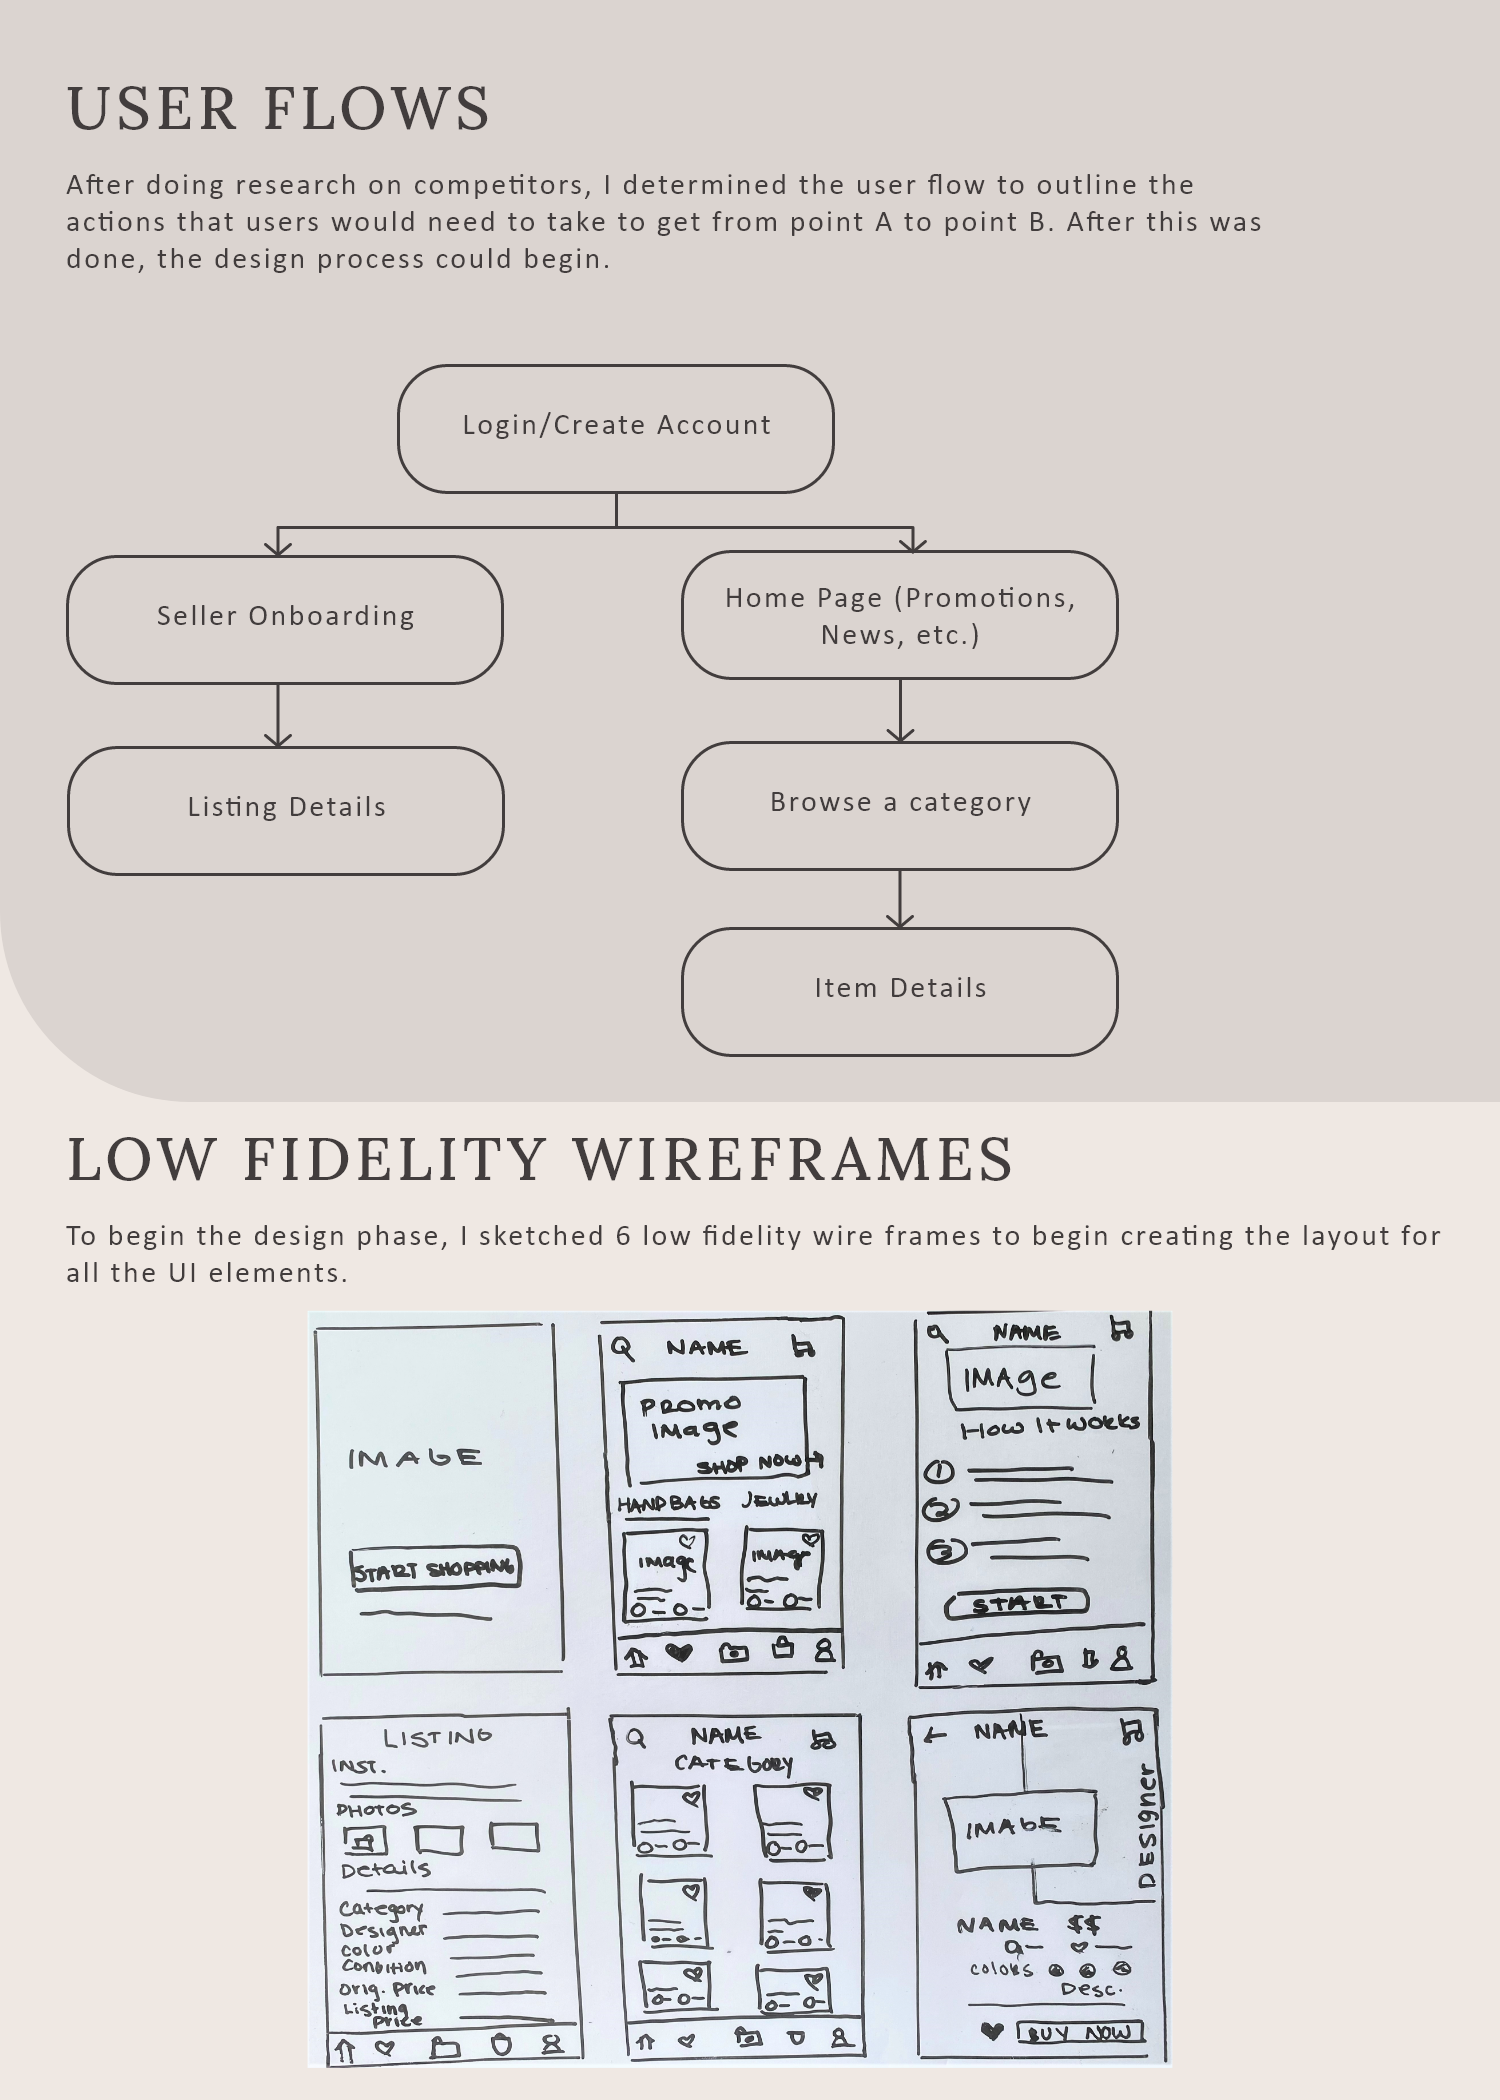 USER FLOWS
After doing research on competitors, I determined the user flow to outline the
actions that users would need to take to get from point A to point B. After this was
done, the design process could begin.
Login/Create Account
Seller Onboarding
Home Page (Promotions,
News, etc.)
Listing Details
Browse a category
Item Details
LOW FIDELITY WIREFRAMES
To begin the design phase, I sketched 6 low fidelity wire frames to begin creating the layout for
all the UI elements.
IMAGE
START SHOPPING
NAME
PROMO
IMage
SHOP NOW
HANDBAGS JEWLRY
Image IMAge
NAME
IMAge
How It works
1
2
3
START
LISTING
INST.
PHOTOS
Details
Category
Designer
Color
Condition
Orig. Price
Listing
Price
NAME
CATEGORY
NAME
IMAGE
DESIgner
NAME $$
colors
Desc.
BUY NOW